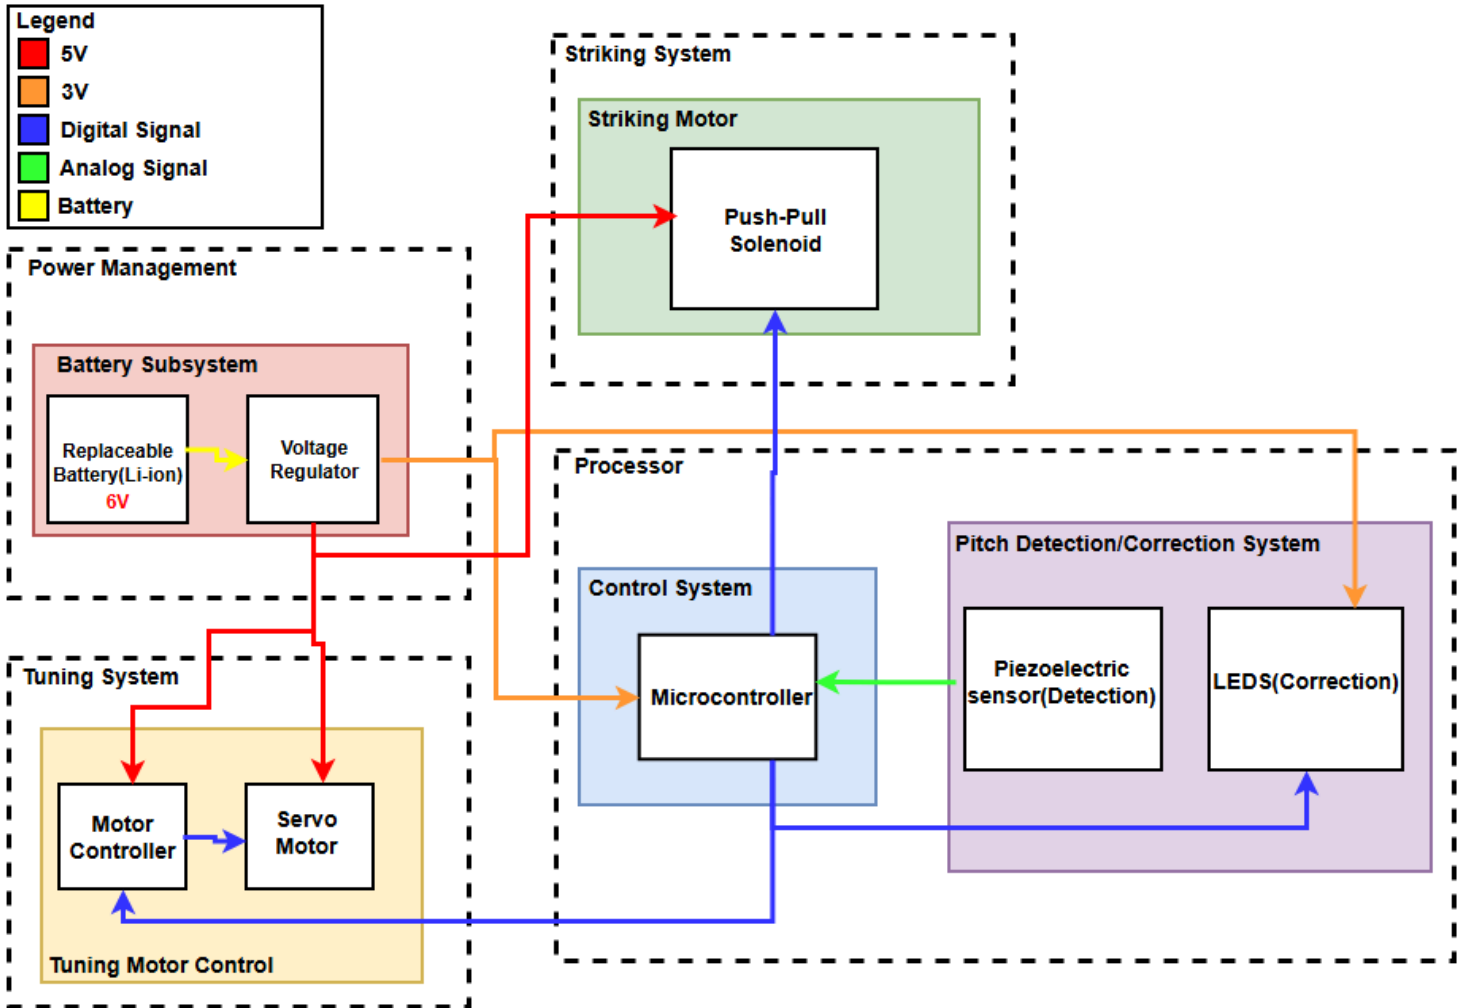 Legend
5V
3V
Digital Signal
Analog Signal
Battery
Striking System
Striking Motor
Push-Pull
Solenoid
Power Management
Battery Subsystem
Replaceable
Battery(Li-ion)
6V
Voltage
Regulator
Processor
Pitch Detection/Correction System
Control System
Microcontroller
Piezoelectric
sensor(Detection)
LEDS(Correction)
Tuning System
Motor
Controller
Servo
Motor
Tuning Motor Control